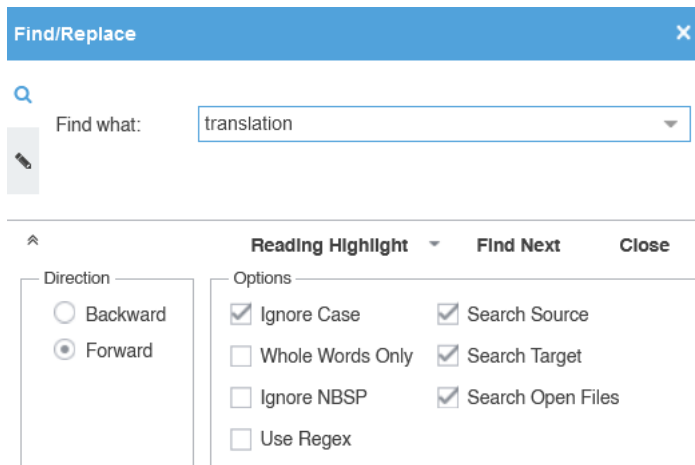 Find/Replace
Find what: translation
Reading Highlight Find Next Close
Direction Options
Backward Ignore Case Search Source
Forward Whole Words Only Search Target
Ignore NBSP Search Open Files
Use Regex